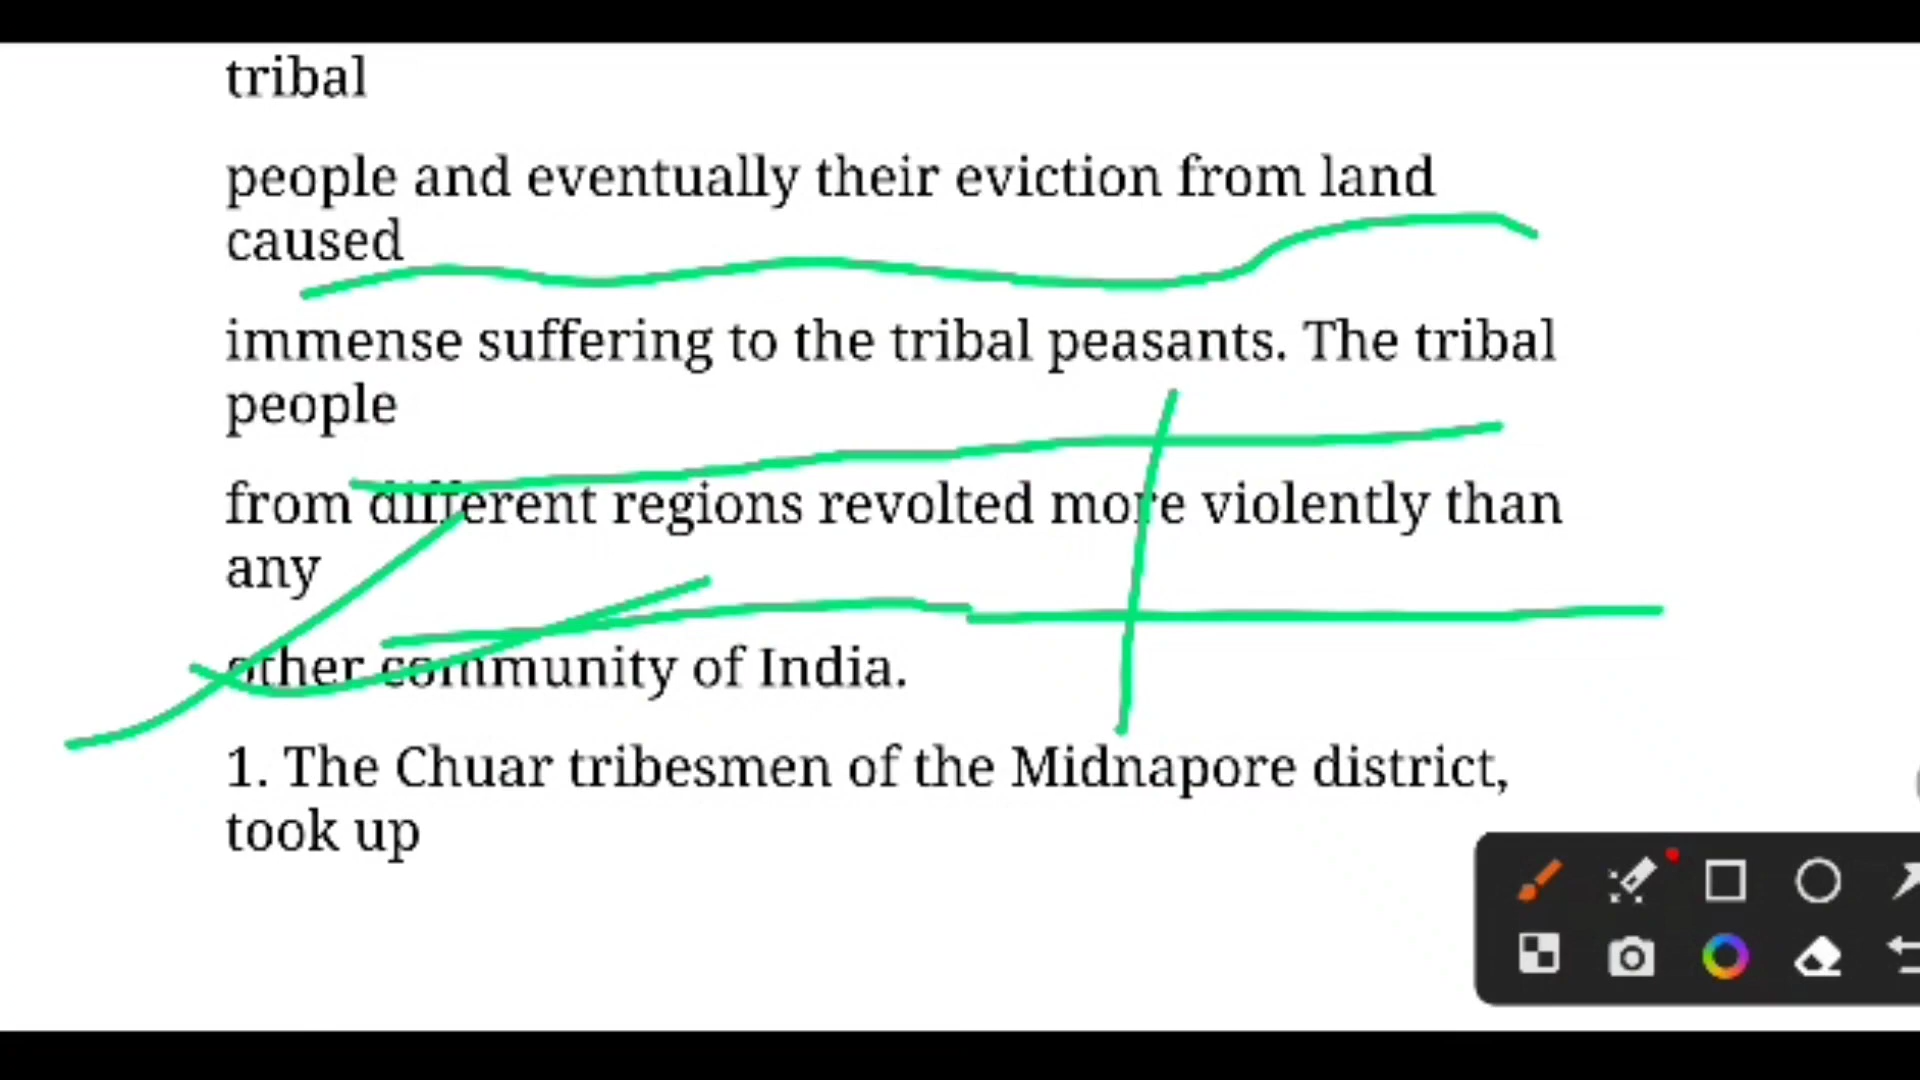 tribal
people and eventually their eviction from land
caused
immense suffering to the tribal peasants. The tribal
people
from different regions revolted more violently than
any
other community of India.
1. The Chuar tribesmen of the Midnapore district,
took up